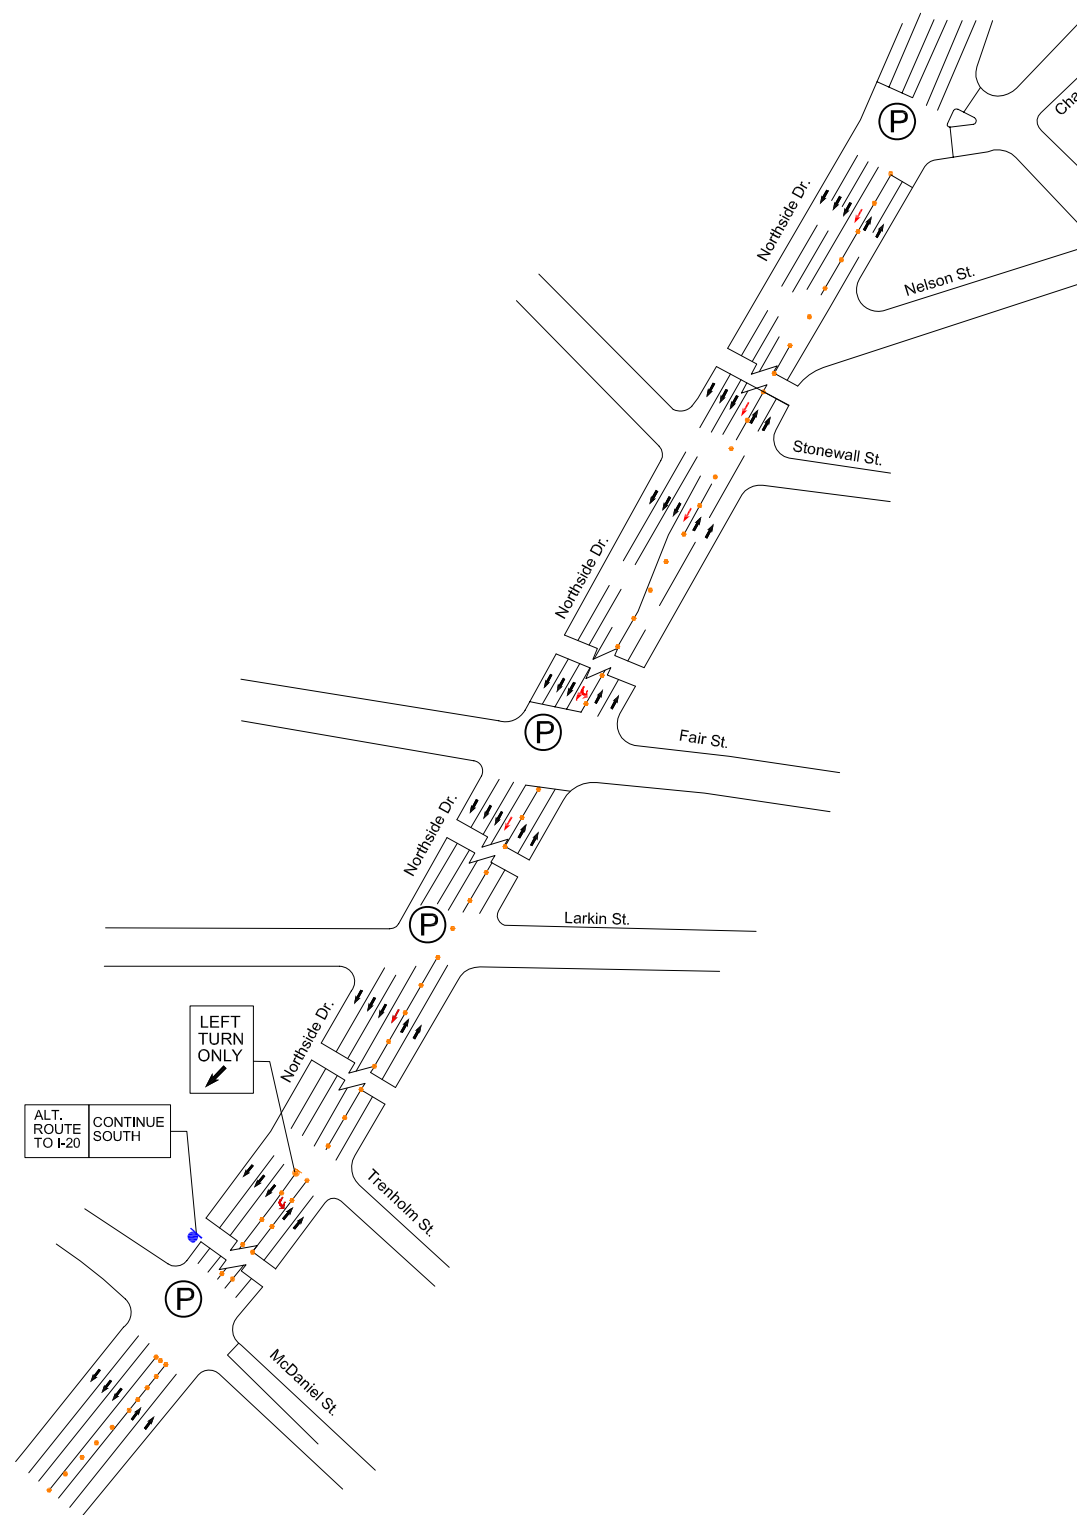 P
Northside Dr.
Nelson St.
Stonewall St.
Northside Dr.
P
Fair St.
Northside Dr.
P
Larkin St.
Northside Dr.
LEFT
TURN
ONLY
ALT.
ROUTE
TO I-20
CONTINUE
SOUTH
Trenholm St.
P
McDaniel St.